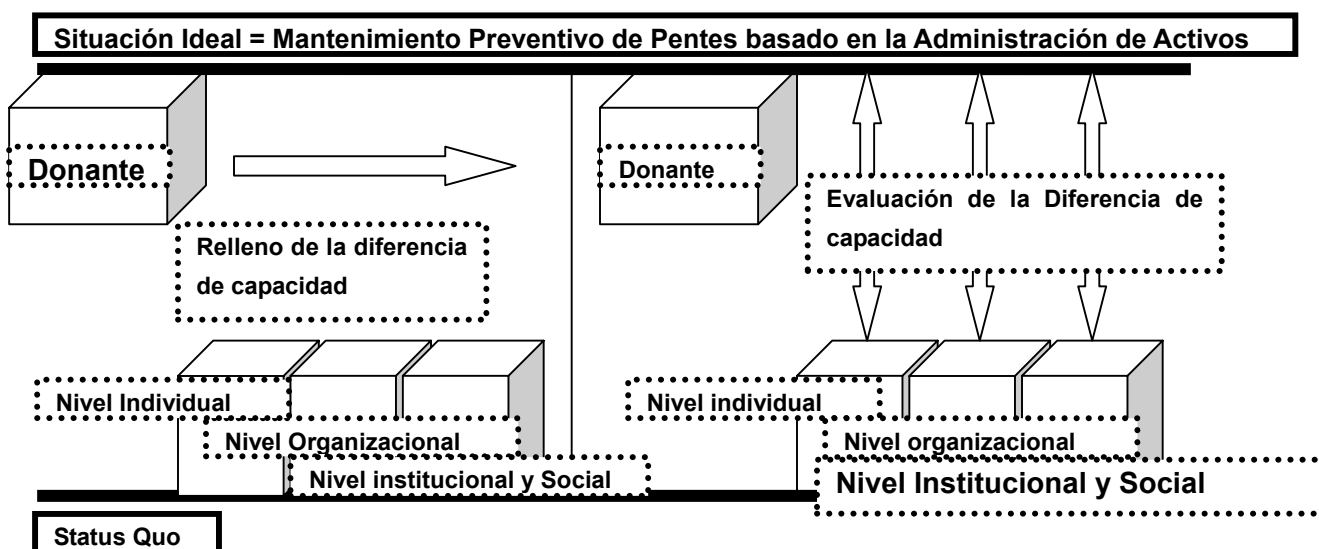 Situación Ideal = Mantenimiento Preventivo de Pentes basado en la Administración de Activos
Donante
Relleno de la diferencia
de capacidad
Nivel Individual
Nivel Organizacional
Nivel institucional y Social
Donante
Evaluación de la Diferencia de
capacidad
Nivel individual
Nivel organizacional
Nivel Institucional y Social
Status Quo